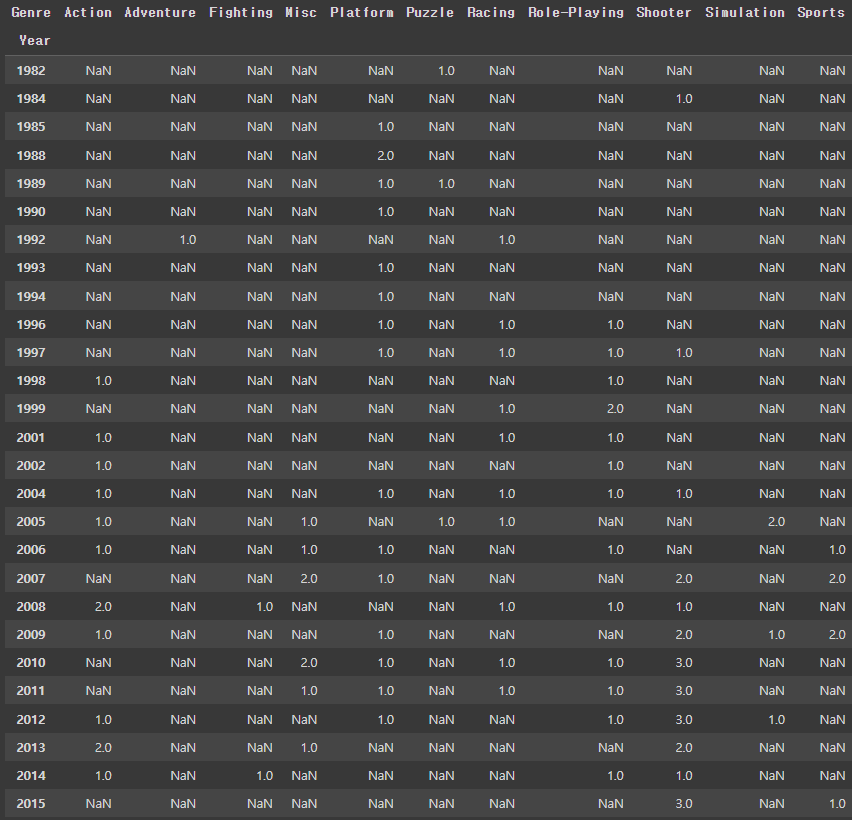 Genre Action Adventure Fighting Misc Platform Puzzle Racing Role-Playing Shooter Simulation Sports
Year
1982 NaN NaN NaN NaN NaN 1.0 NaN NaN NaN NaN NaN
1984 NaN NaN NaN NaN NaN NaN NaN NaN 1.0 NaN NaN
1985 NaN NaN NaN NaN 1.0 NaN NaN NaN NaN NaN NaN
1988 NaN NaN NaN NaN 2.0 NaN NaN NaN NaN NaN NaN
1989 NaN NaN NaN NaN 1.0 1.0 NaN NaN NaN NaN NaN
1990 NaN NaN NaN NaN 1.0 NaN NaN NaN NaN NaN NaN
1992 NaN 1.0 NaN NaN NaN NaN 1.0 NaN NaN NaN NaN
1993 NaN NaN NaN NaN 1.0 NaN NaN NaN NaN NaN NaN
1994 NaN NaN NaN NaN 1.0 NaN NaN NaN NaN NaN NaN
1996 NaN NaN NaN NaN 1.0 NaN 1.0 1.0 NaN NaN NaN
1997 NaN NaN NaN NaN 1.0 NaN 1.0 1.0 1.0 NaN NaN
1998 1.0 NaN NaN NaN NaN NaN NaN 1.0 NaN NaN NaN
1999 NaN NaN NaN NaN NaN NaN 1.0 2.0 NaN NaN NaN
2001 1.0 NaN NaN NaN NaN NaN 1.0 1.0 NaN NaN NaN
2002 1.0 NaN NaN NaN NaN NaN NaN 1.0 NaN NaN NaN
2004 1.0 NaN NaN NaN 1.0 NaN 1.0 1.0 1.0 NaN NaN
2005 1.0 NaN NaN 1.0 NaN 1.0 1.0 NaN NaN 2.0 NaN
2006 1.0 NaN NaN 1.0 1.0 NaN NaN 1.0 NaN NaN 1.0
2007 NaN NaN NaN 2.0 1.0 NaN NaN NaN 2.0 NaN 2.0
2008 2.0 NaN 1.0 NaN NaN NaN 1.0 1.0 1.0 NaN NaN
2009 1.0 NaN NaN NaN 1.0 NaN NaN NaN 2.0 1.0 2.0
2010 NaN NaN NaN 2.0 1.0 NaN 1.0 1.0 3.0 NaN NaN
2011 NaN NaN NaN 1.0 1.0 NaN 1.0 1.0 3.0 NaN NaN
2012 1.0 NaN NaN NaN 1.0 NaN NaN 1.0 3.0 1.0 NaN
2013 2.0 NaN NaN 1.0 NaN NaN NaN NaN 2.0 NaN NaN
2014 1.0 NaN 1.0 NaN NaN NaN NaN 1.0 1.0 NaN NaN
2015 NaN NaN NaN NaN NaN NaN NaN NaN 3.0 NaN 1.0